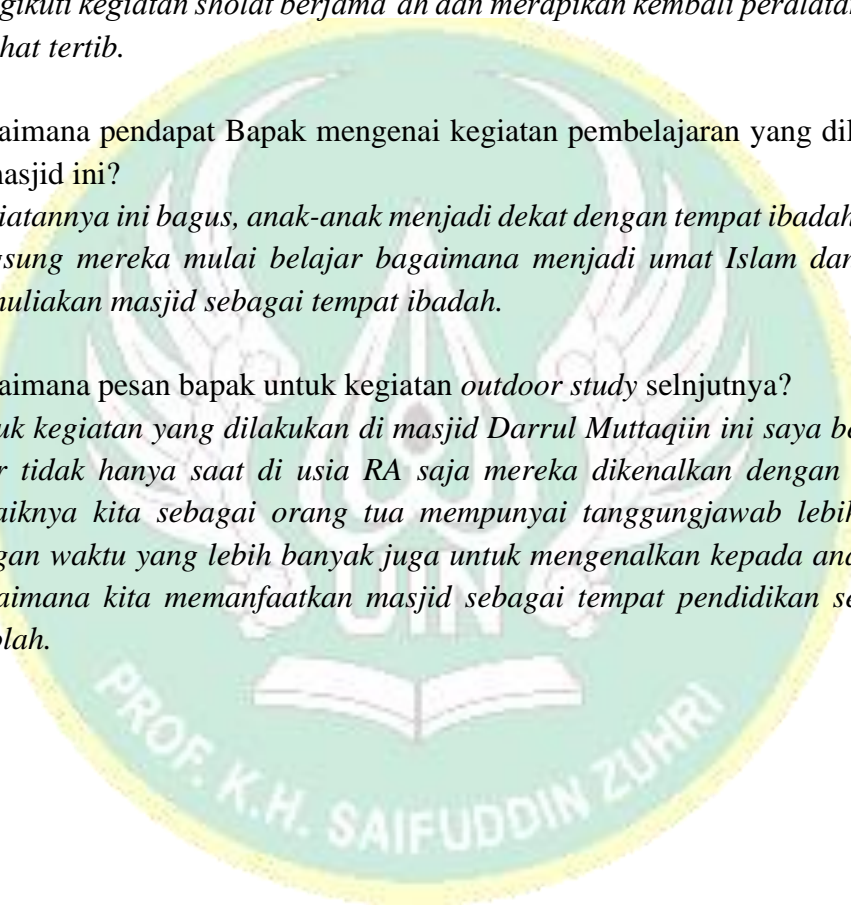 gikuti kegiatan sholat berjama'ah dan merapikan kembali peralatan
hat tertib.
aimana pendapat Bapak mengenai kegiatan pembelajaran yang dil
masjid ini?
iatannya ini bagus, anak-anak menjadi dekat dengan tempat ibadah
gsung mereka mulai belajar bagaimana menjadi umat Islam dan
uliakan masjid sebagai tempat ibadah.
aimana pesan bapak untuk kegiatan outdoor study selnjutnya?
uk kegiatan yang dilakukan di masjid Darrul Muttaqiin ini saya be
r tidak hanya saat di usia RA saja mereka dikenalkan dengan
aiknya kita sebagai orang tua mempunyai tanggungjawab lebih
gan waktu yang lebih banyak juga untuk mengenalkan kepada ana
aimana kita memanfaatkan masjid sebagai tempat pendidikan se
olah.
UIN
PROF. K.H. SAIFUDDIN ZUHRI